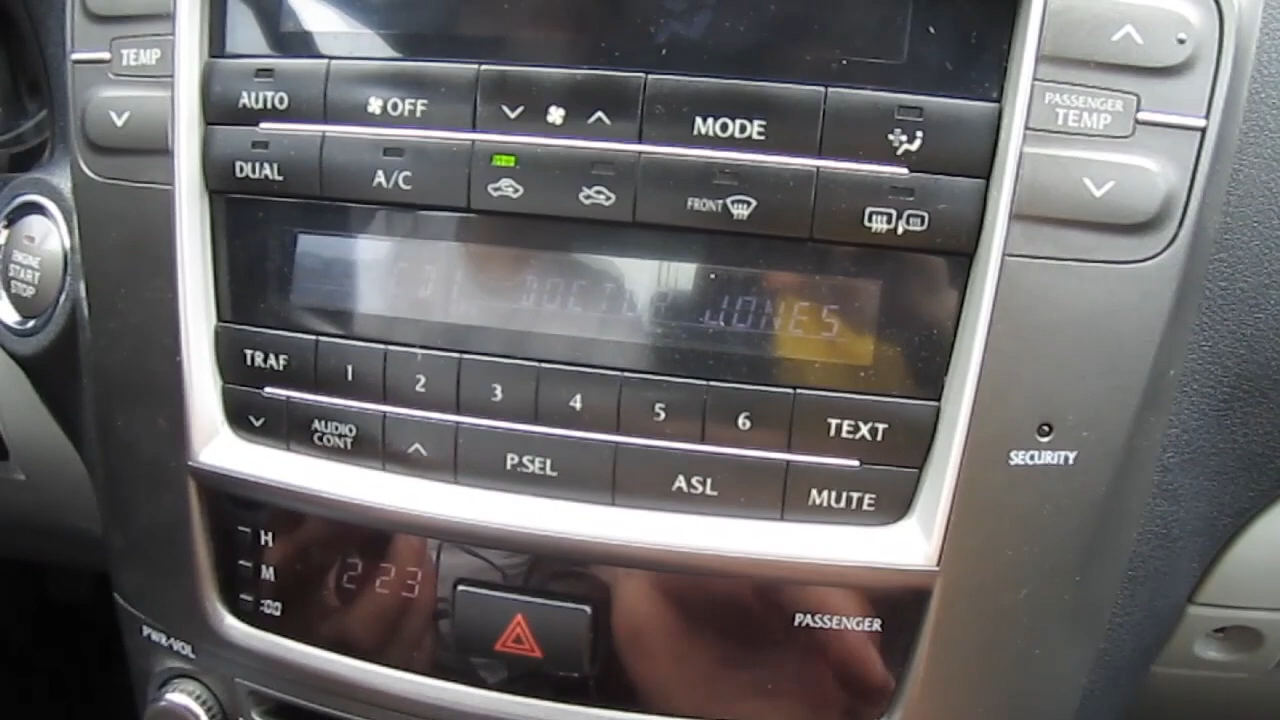 TEMP
PASSENGER
TEMP
AUTO
OFF
MODE
DUAL
A/C
FRONT
ENGINE
START
STOP
DOCTOR JONES
TRAF
1 2 3 4 5 6
TEXT
AUDIO
CONT
P.SEL
ASL
MUTE
SECURITY
H
M
:00
2 23
PASSENGER
PWR•VOL